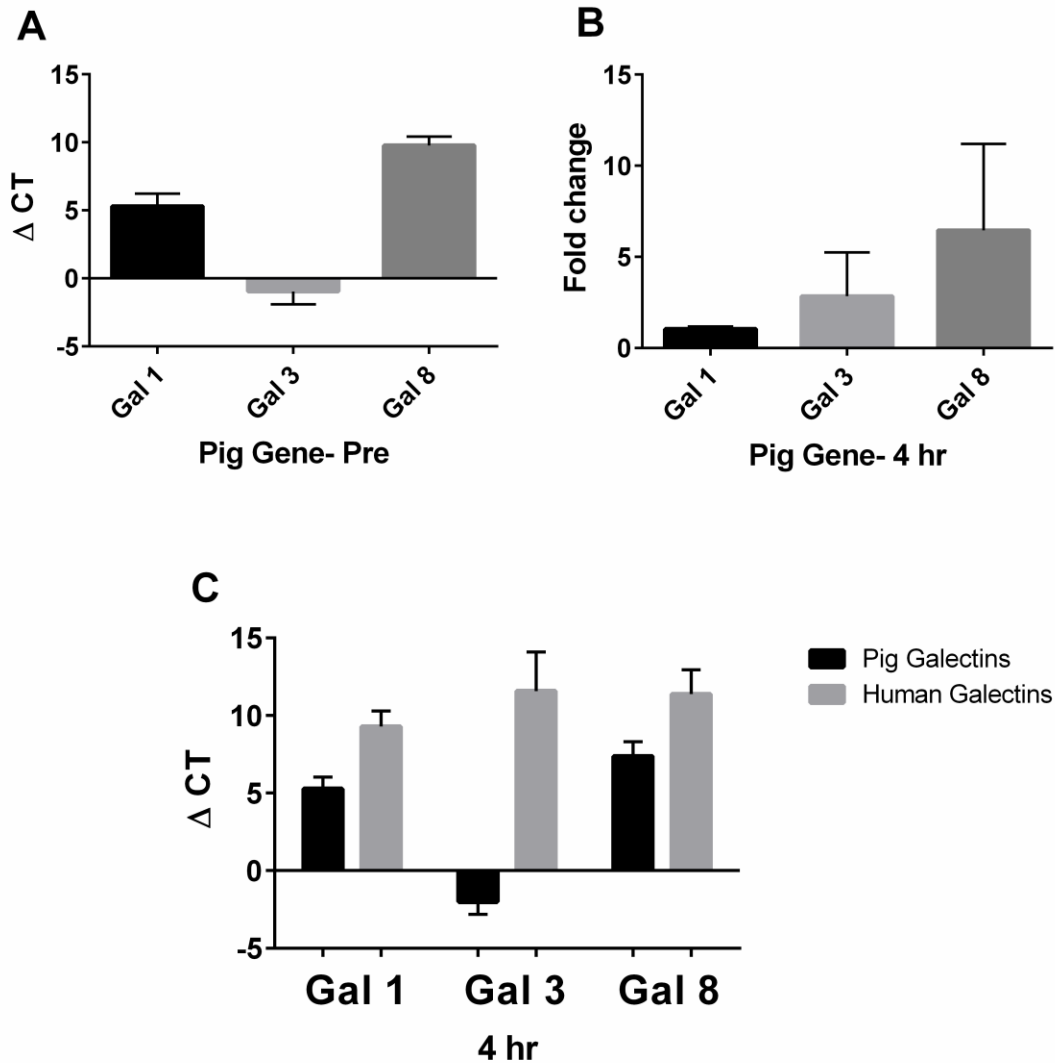 A
15
10
5
0
-5
Δ CT
Gal 1
Gal 3
Gal 8
Pig Gene- Pre
B
15
10
5
0
Fold change
Gal 1
Gal 3
Gal 8
Pig Gene- 4 hr
C
15
10
5
0
-5
Δ CT
Gal 1
Gal 3
Gal 8
4 hr
Pig Galectins
Human Galectins